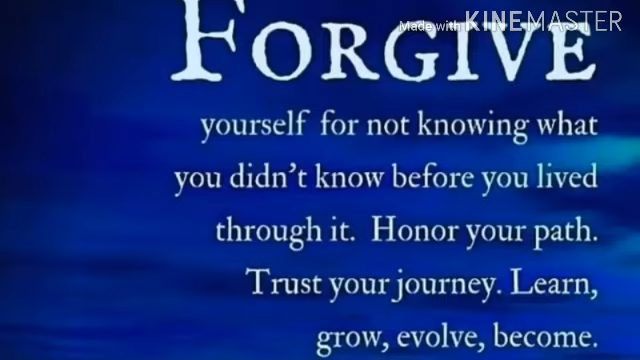 Made with KINEMASTER
FORGIVE
yourself for not knowing what
you didn't know before you lived
through it. Honor your path.
Trust your journey. Learn,
grow, evolve, become.